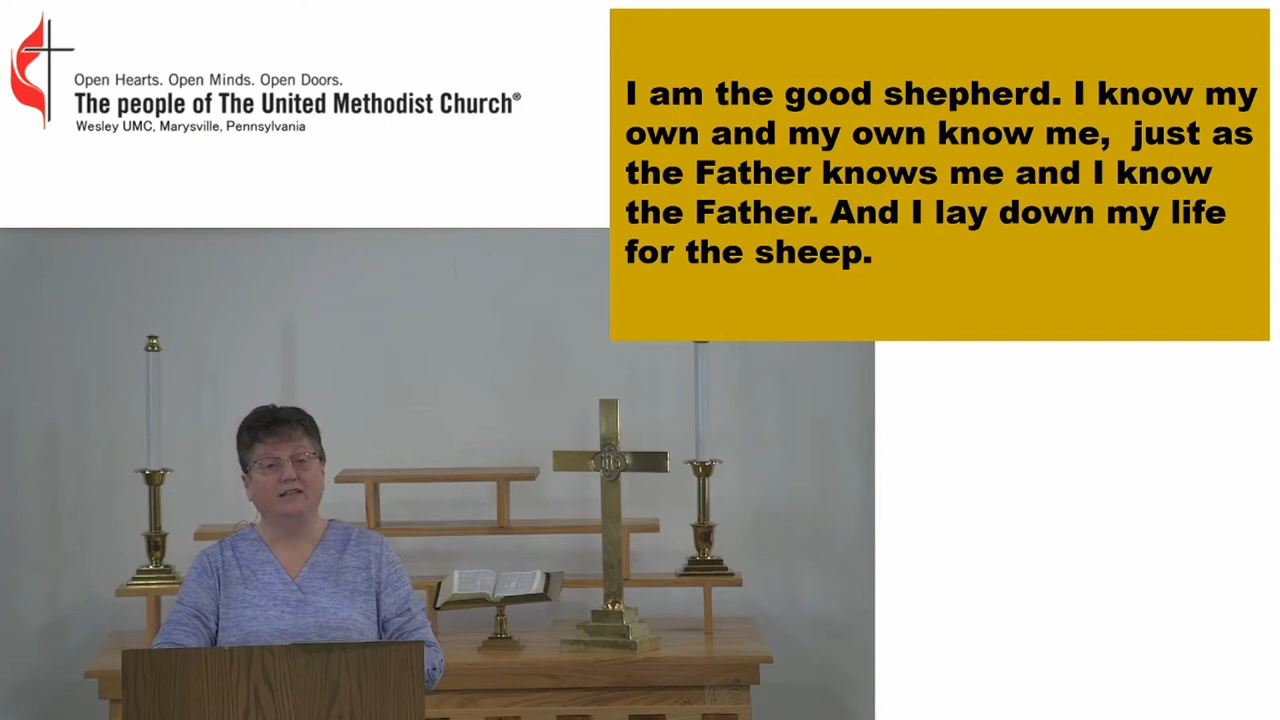 Open Hearts. Open Minds. Open Doors.
The people of The United Methodist Church®
Wesley UMC, Marysville, Pennsylvania
I am the good shepherd. I know my
own and my own know me,  just as
the Father knows me and I know
the Father. And I lay down my life
for the sheep.